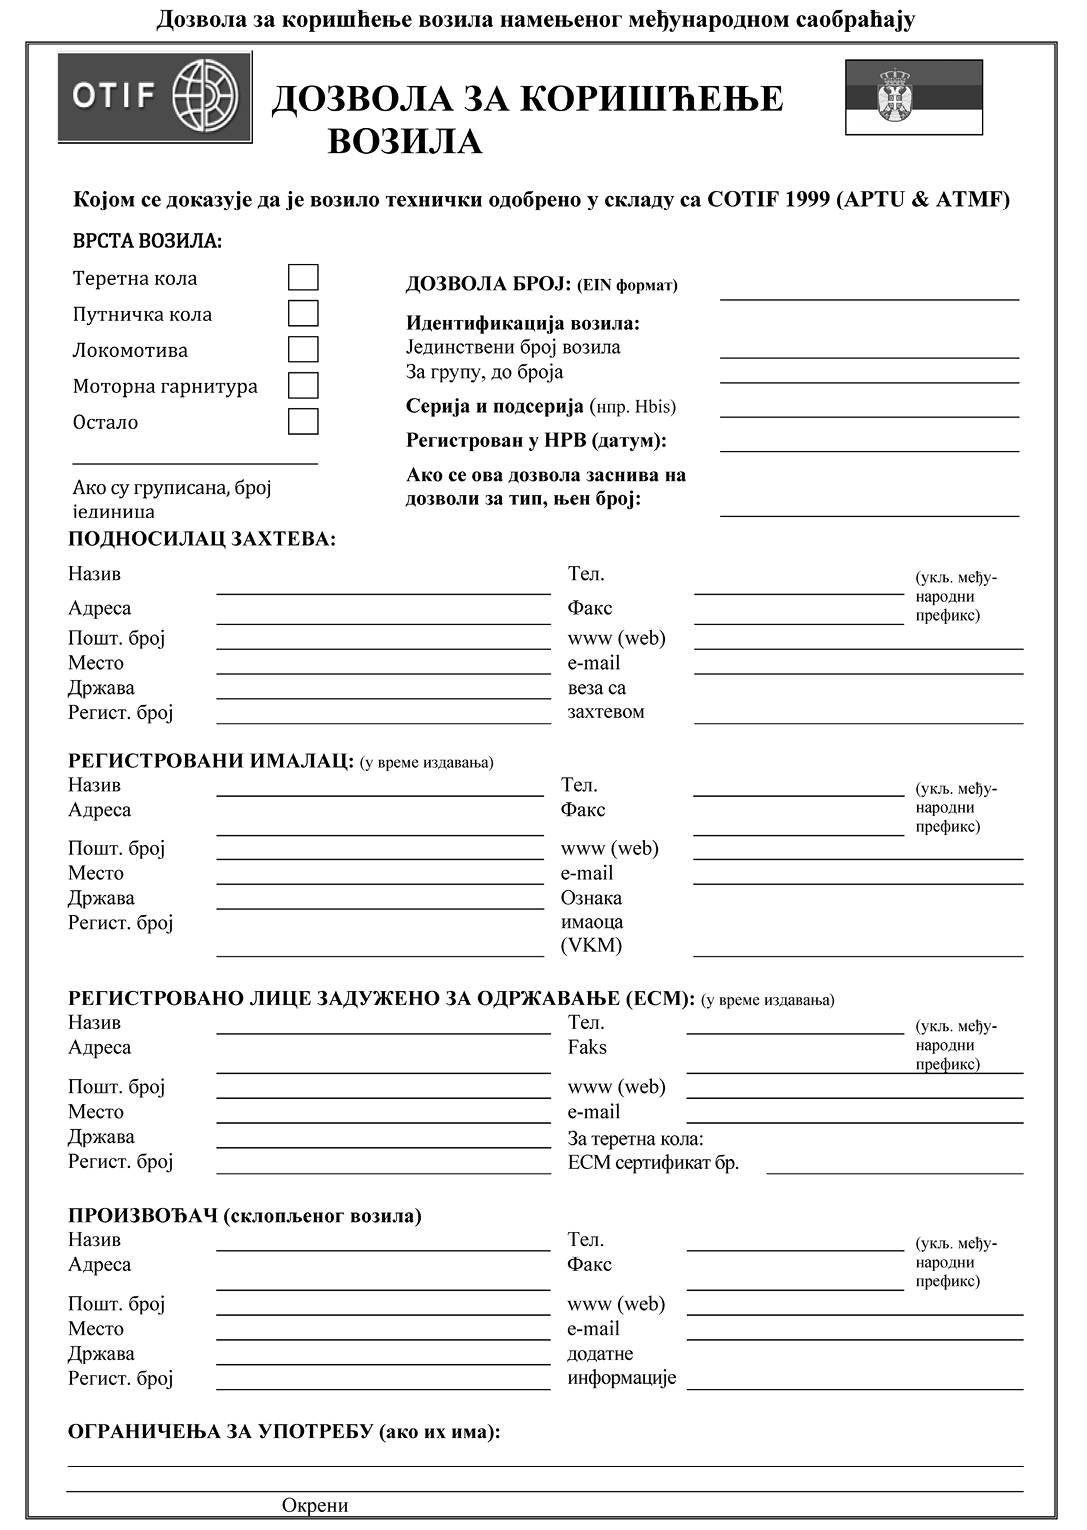 Дозвола за коришћење возила намењеног међународном саобраћају
OTIF
ДОЗВОЛА ЗА КОРИШЋЕЊЕ
ВОЗИЛА
Којом се доказује да је возило технички одобрено у складу са COTIF 1999 (APTU & ATMF)
ВРСТА ВОЗИЛА:
Теретна кола
Путничка кола
Локомотива
Моторна гарнитура
Остало
Ако су груписана, број
јединица
ДОЗВОЛА БРОЈ: (EIN формат)
Идентификација возила:
Јединствени број возила
За групу, до броја
Серија и подсерија (нпр. Hbis)
Регистрован у НРВ (датум):
Ако се ова дозвола заснива на
дозволи за тип, њен број:
ПОДНОСИЛАЦ ЗАХТЕВА:
Назив Тел. (укљ. међу-
народни
префикс)
Адреса Факс
Пошт. број www (web)
Место e-mail
Држава веза са
Регист. број захтевом
РЕГИСТРОВАНИ ИМАЛАЦ: (у време издавања)
Назив Тел. (укљ. међу-
Адреса Факс народни
префикс)
Пошт. број www (web)
Место e-mail
Држава Ознака
Регист. број имаоца
(VKM)
РЕГИСТРОВАНО ЛИЦЕ ЗАДУЖЕНО ЗА ОДРЖАВАЊЕ (ECM): (у време издавања)
Назив Тел. (укљ. међу-
Адреса Faks народни
префикс)
Пошт. број www (web)
Место e-mail
Држава За теретна кола:
Регист. број ECM сертификат бр.
ПРОИЗВОЂАЧ (склопљеног возила)
Назив Тел. (укљ. међу-
Адреса Факс народни
префикс)
Пошт. број www (web)
Место e-mail
Држава додатне
Регист. број информације
ОГРАНИЧЕЊА ЗА УПОТРЕБУ (ако их има):
Окрени